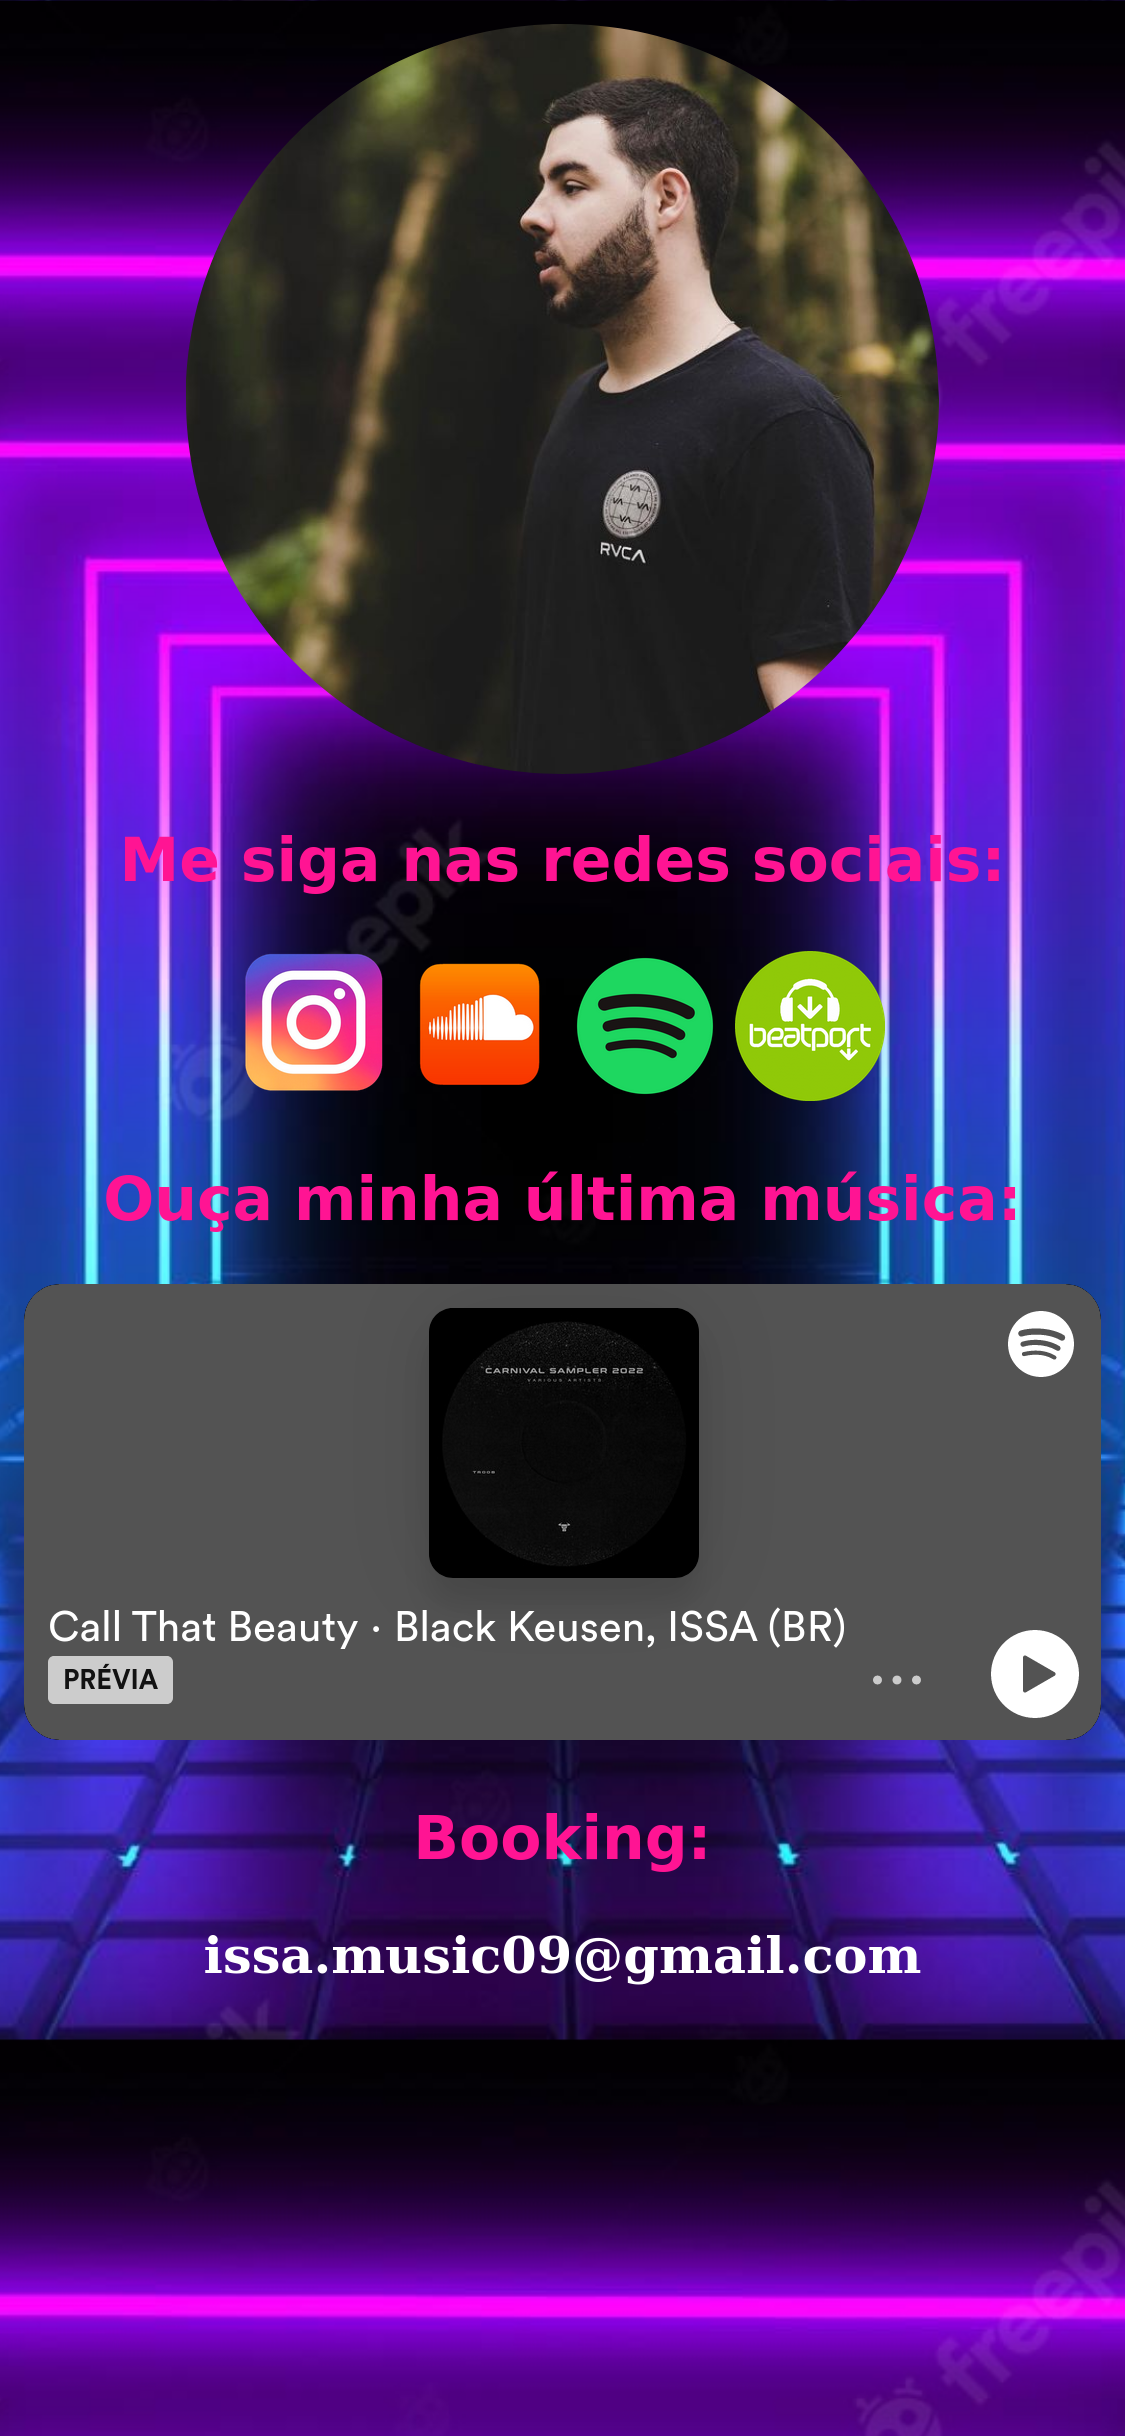 freepik
RVCA
Me siga nas redes sociais:
beatport
Ouça minha última música:
CARNIVAL SAMPLER 2022
VARIOUS ARTISTS
Call That Beauty · Black Keusen, ISSA (BR)
PRÉVIA
Booking:
issa.music09@gmail.com
freepik